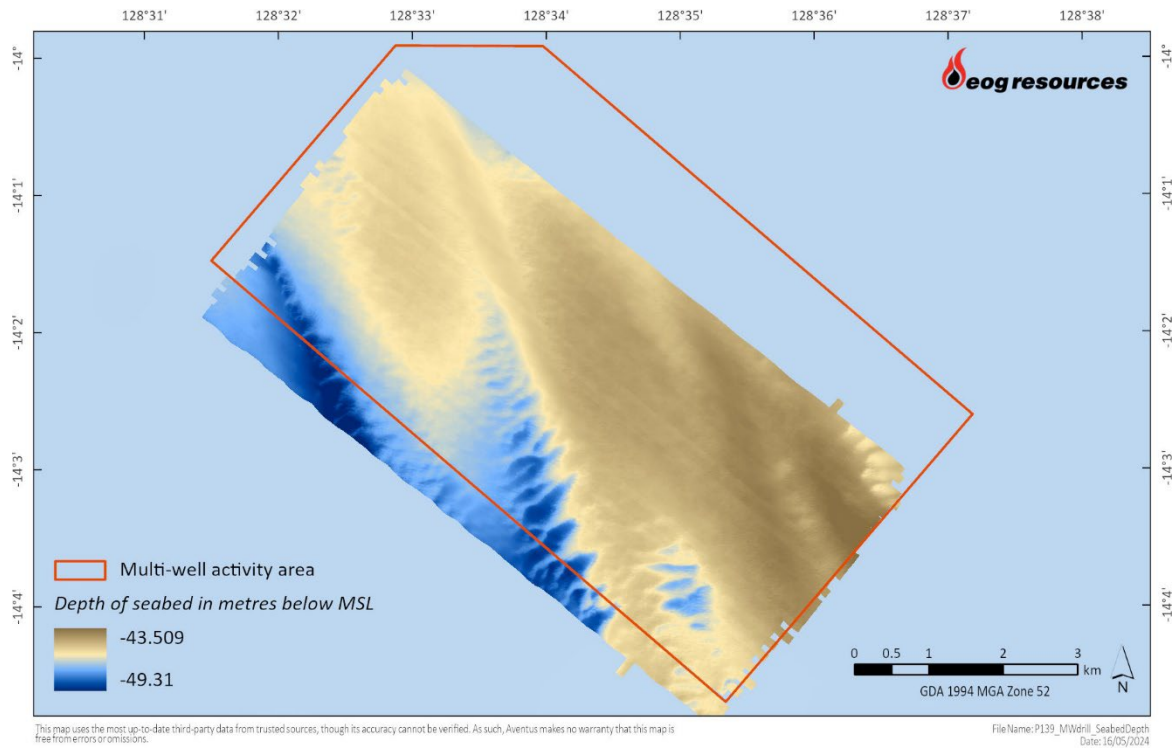 128°31' 128°32' 128°33' 128°34' 128°35' 128°36' 128°37' 128°38'
eog resources
-14° -14°
-14°1' -14°1'
-14°2' -14°2'
-14°3' -14°3'
-14°4' -14°4'
Multi-well activity area
Depth of seabed in metres below MSL
-43.509
-49.31
0 0.5 1 2 3
km
GDA 1994 MGA Zone 52
N
This map uses the most up-to-date third-party data from trusted sources, though its accuracy cannot be verified. As such, Aventus makes no warranty that this map is
free from errors or omissions.
File Name: P139_MWdrill_SeabedDepth
Date: 16/05/2024